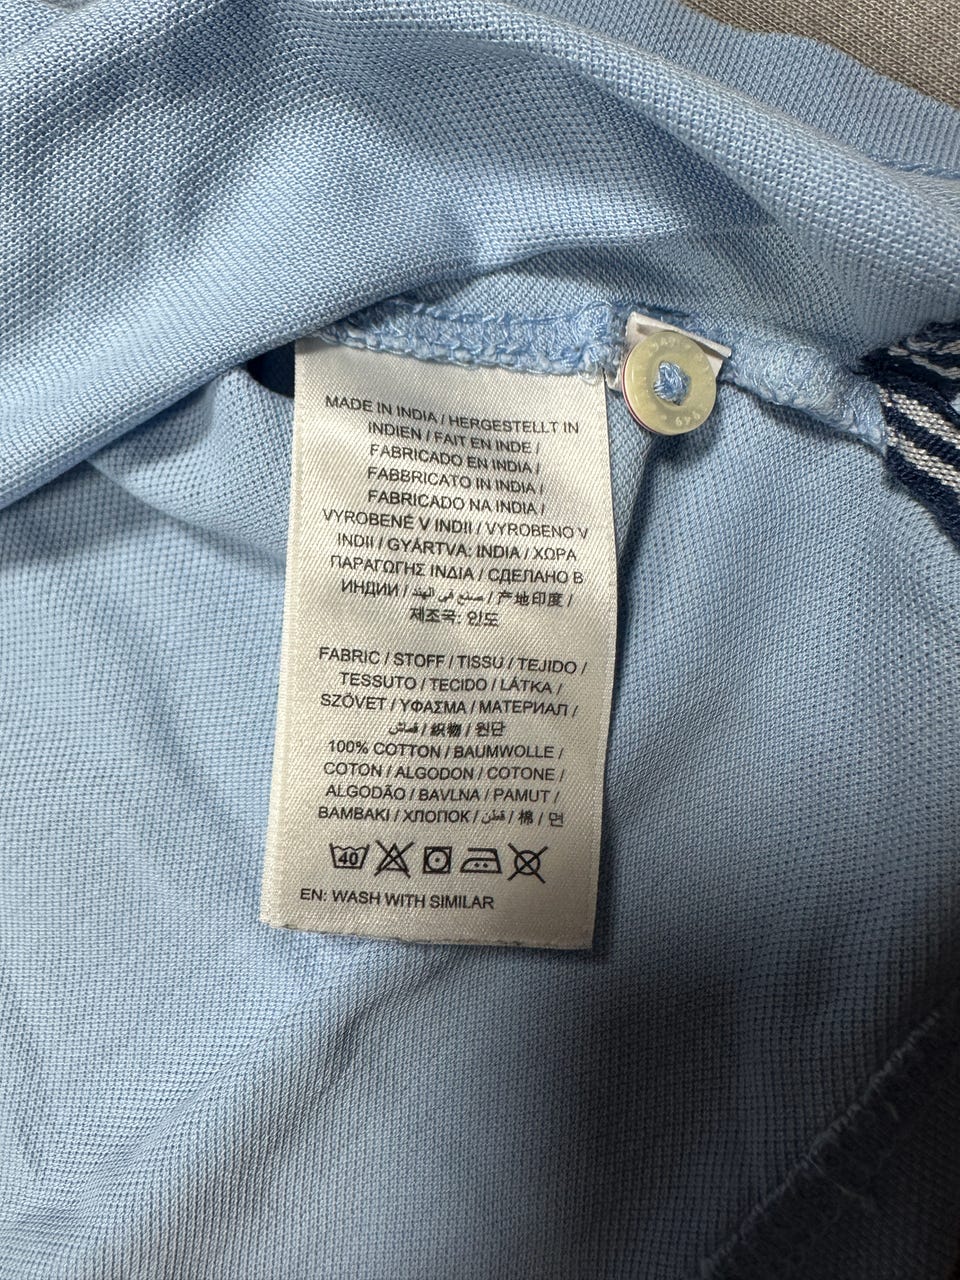 MADE IN INDIA / HERGESTELLT IN
INDIEN / FAIT EN INDE /
FABRICADO EN INDIA /
FABBRICATO IN INDIA /
FABRICADO NA INDIA /
VYROBENÉ V INDII / VYROBENO V
INDII / GYÁRTVA: INDIA / ΧΩΡΑ
ΠΑΡΑΓΩΓΗΣ ΙΝΔΙΑ / СДЕЛАНО В
ИНДИИ / صنع في الهند / 产地印度 /
제조국: 인도
FABRIC / STOFF / TISSU / TEJIDO /
TESSUTO / TECIDO / LÁTKA /
SZÖVET / ΥΦΑΣΜΑ / МАТЕРИАЛ /
قماش / 织物 / 원단
100% COTTON / BAUMWOLLE /
COTON / ALGODON / COTONE /
ALGODÃO / BAVLNA / PAMUT /
BAMBAKI / ХЛОПОК / قطن / 棉 / 면
40
EN: WASH WITH SIMILAR